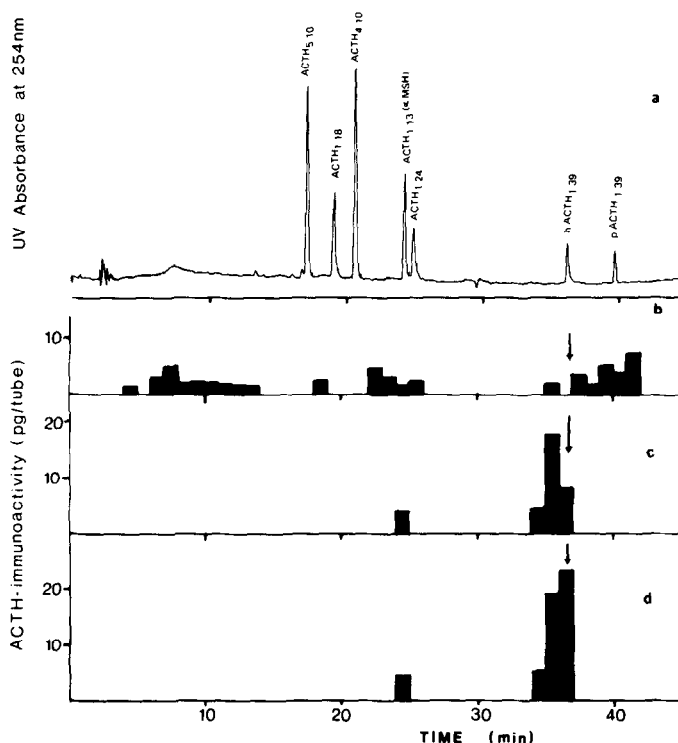 UV Absorbance at 254nm
ACTH5-10
ACTH1-18
ACTH4-10
ACTH1-13 (αMSH)
ACTH1-24
h ACTH1-39
p ACTH1-39
a
ACTH-immunoactivity (pg/tube)
10
b
20
10
c
20
10
d
10
20
30
40
TIME (min)